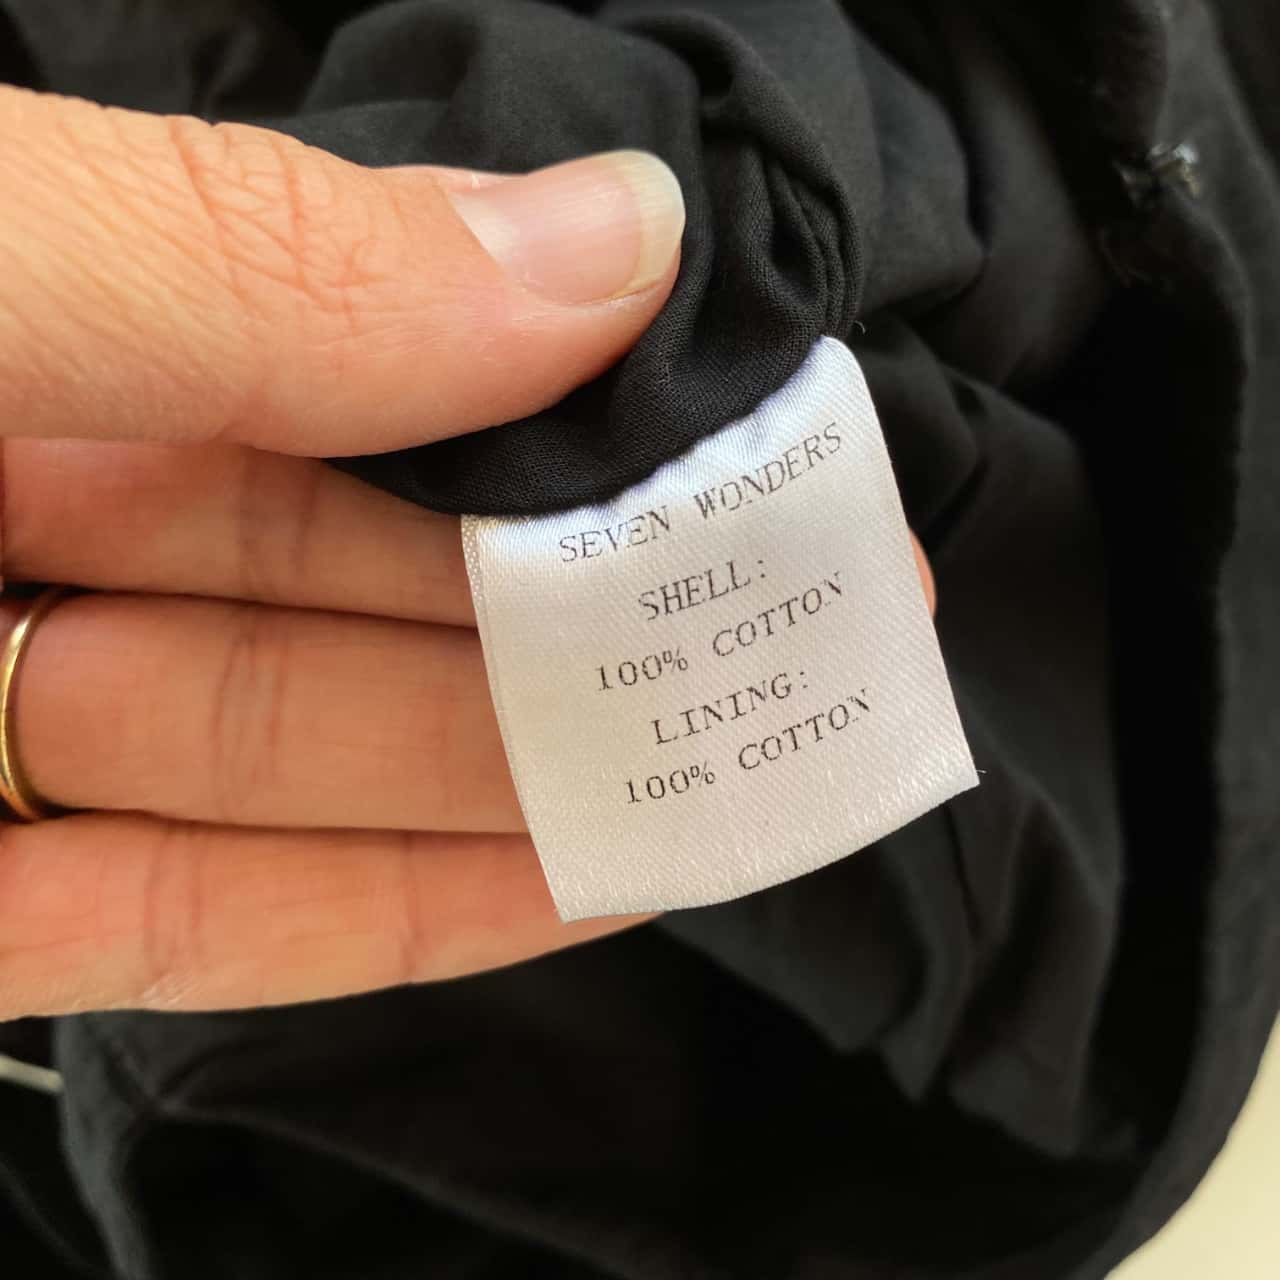 SEVEN WONDERS
SHELL:
100% COTTON
LINING:
100% COTTON